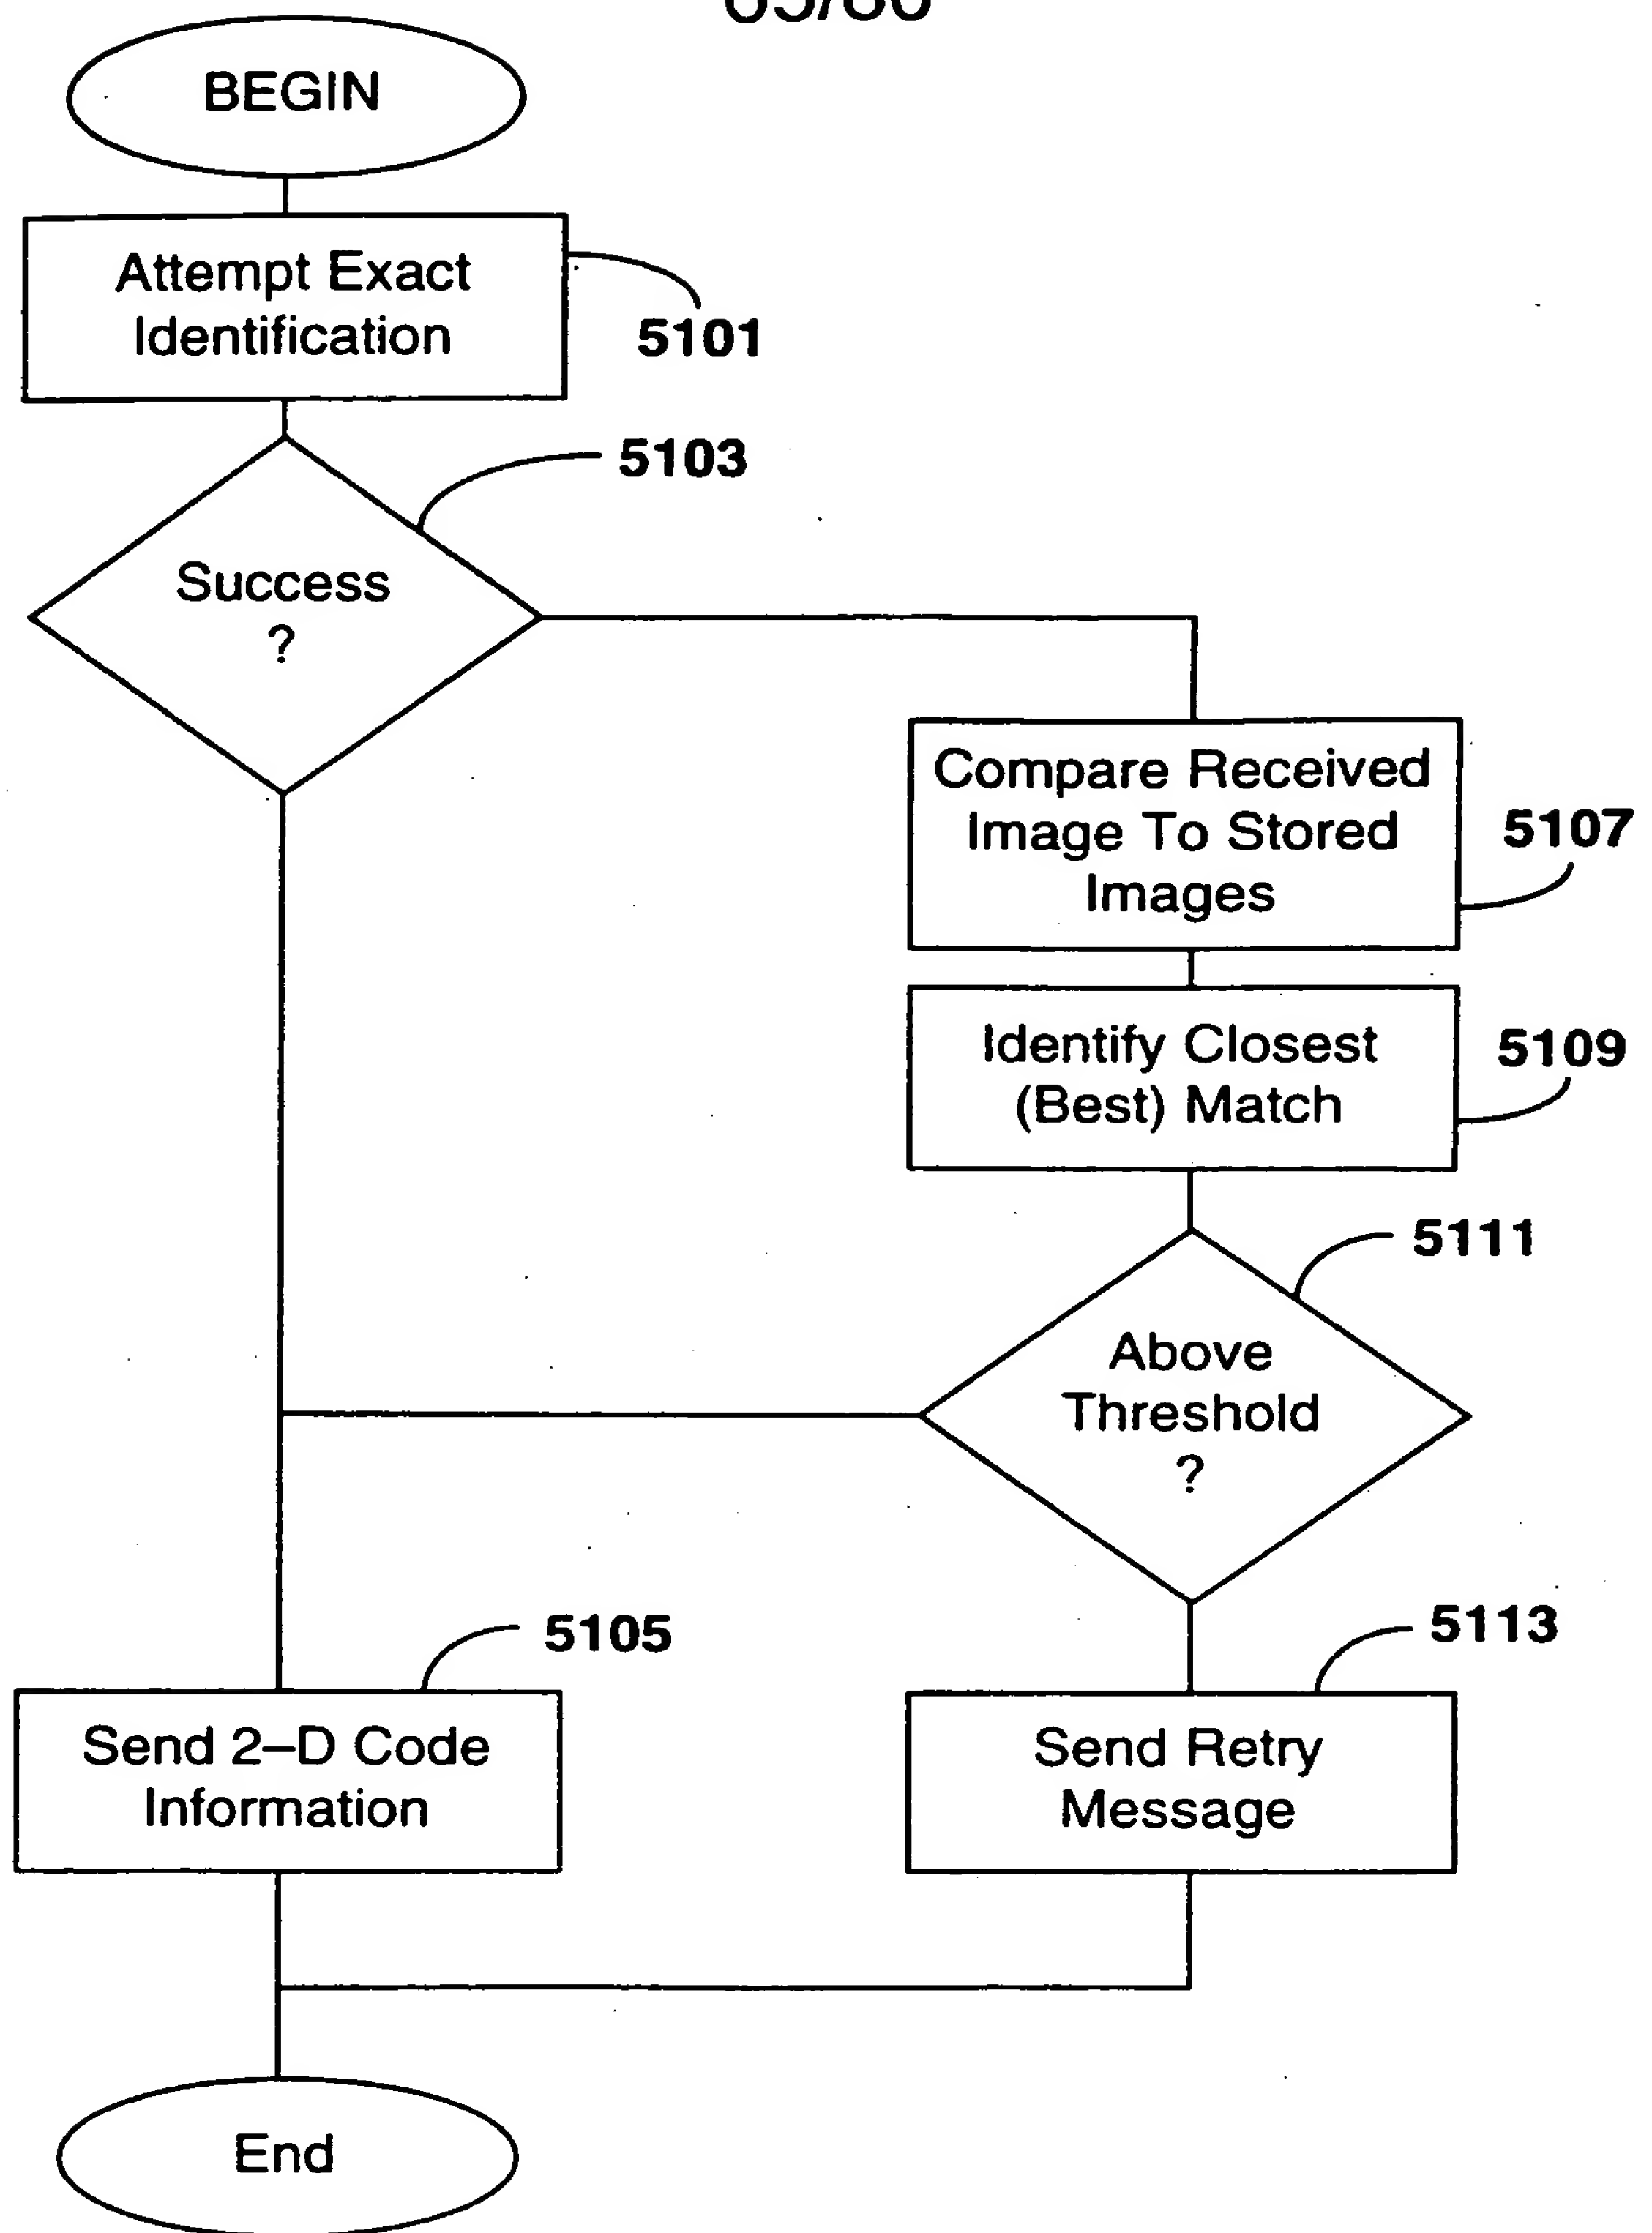 BEGIN
Attempt Exact
Identification
5101
5103
Success
?
Compare Received
Image To Stored
Images
5107
Identify Closest
(Best) Match
5109
5111
Above
Threshold
?
5105
5113
Send 2–D Code
Information
Send Retry
Message
End